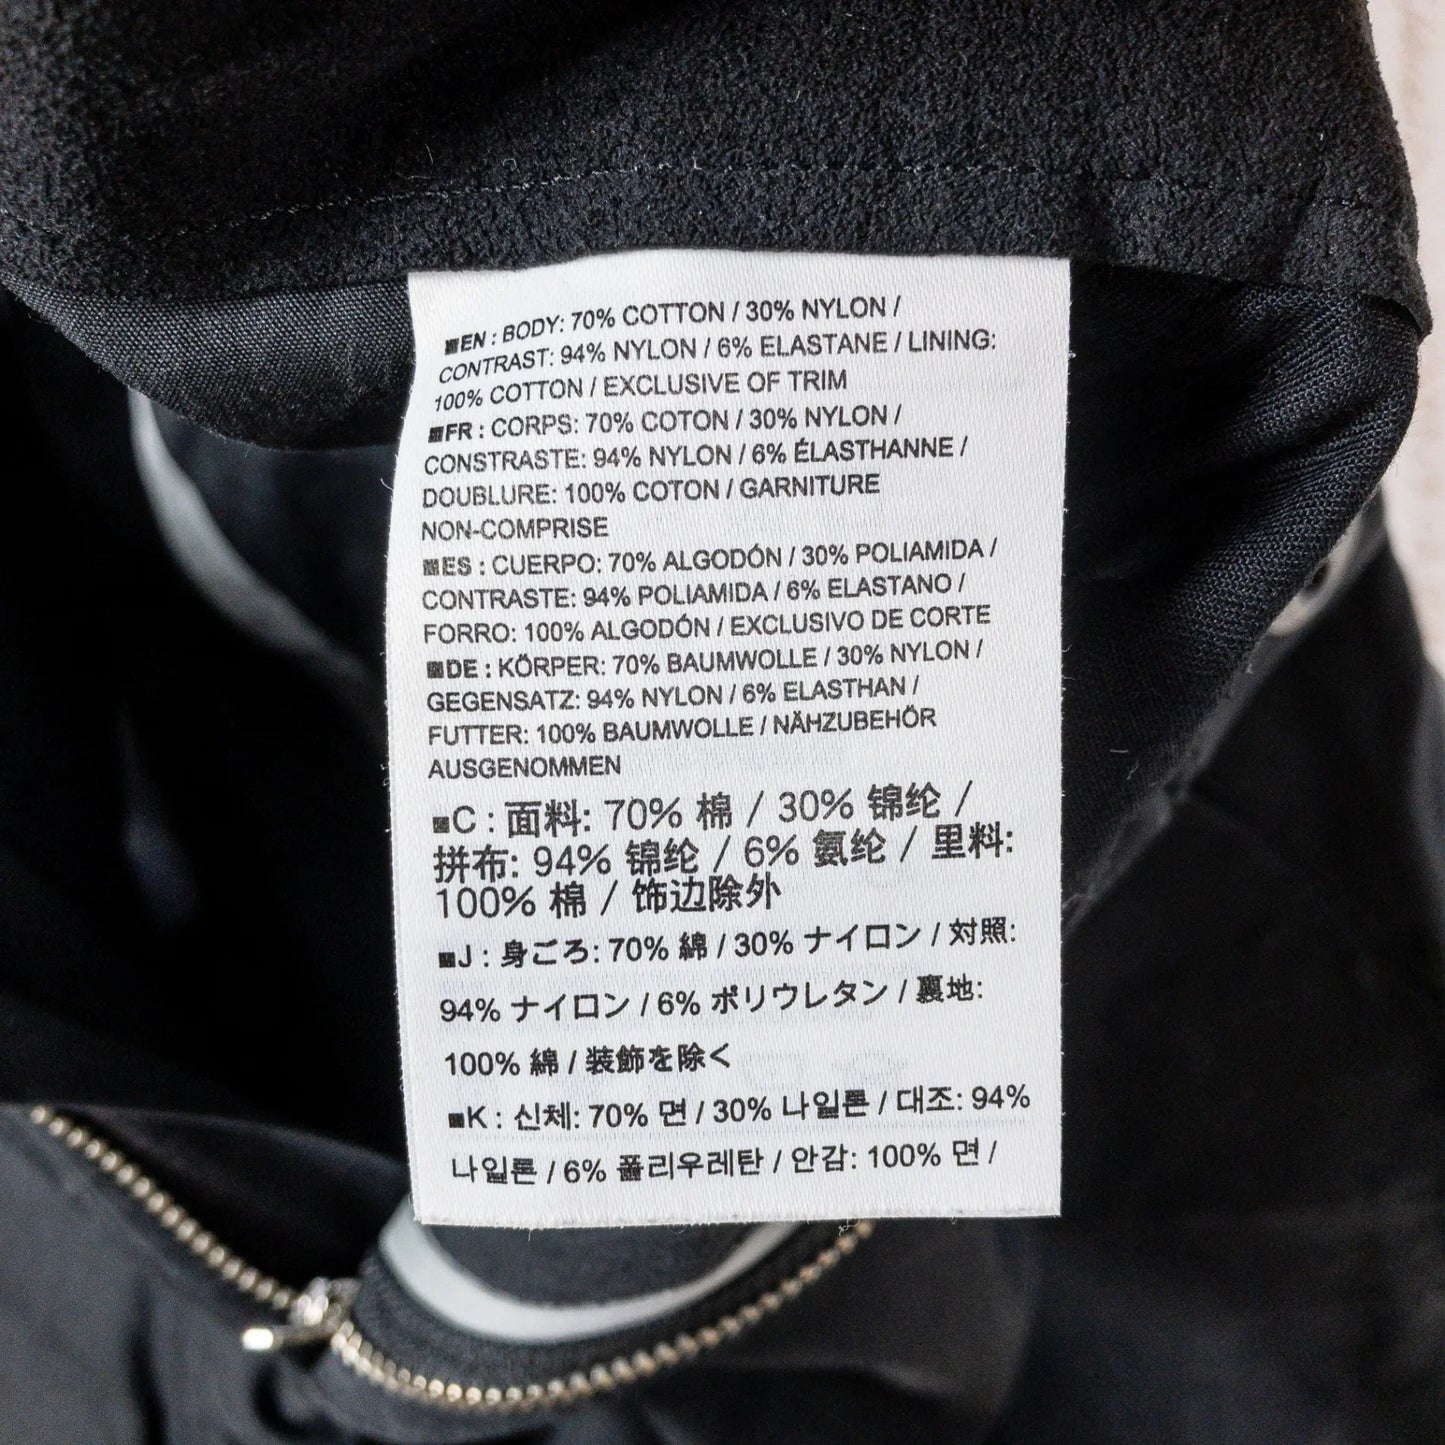 ■EN : BODY: 70% COTTON / 30% NYLON /
CONTRAST: 94% NYLON / 6% ELASTANE / LINING:
100% COTTON / EXCLUSIVE OF TRIM
■FR : CORPS: 70% COTON / 30% NYLON /
CONSTRASTE: 94% NYLON / 6% ÉLASTHANNE /
DOUBLURE: 100% COTON / GARNITURE
NON-COMPRISE
■ES : CUERPO: 70% ALGODÓN / 30% POLIAMIDA /
CONTRASTE: 94% POLIAMIDA / 6% ELASTANO /
FORRO: 100% ALGODÓN / EXCLUSIVO DE CORTE
■DE : KÖRPER: 70% BAUMWOLLE / 30% NYLON /
GEGENSATZ: 94% NYLON / 6% ELASTHAN /
FUTTER: 100% BAUMWOLLE / NÄHZUBEHÖR
AUSGENOMMEN
■C : 面料: 70% 棉 / 30% 锦纶 /
拼布: 94% 锦纶 / 6% 氨纶 / 里料:
100% 棉 / 饰边除外
■J : 身ごろ: 70% 綿 / 30% ナイロン / 対照:
94% ナイロン / 6% ポリウレタン / 裏地:
100% 綿 / 装飾を除く
■K : 신체: 70% 면 / 30% 나일론 / 대조: 94%
나일론 / 6% 폴리우레탄 / 안감: 100% 면 /